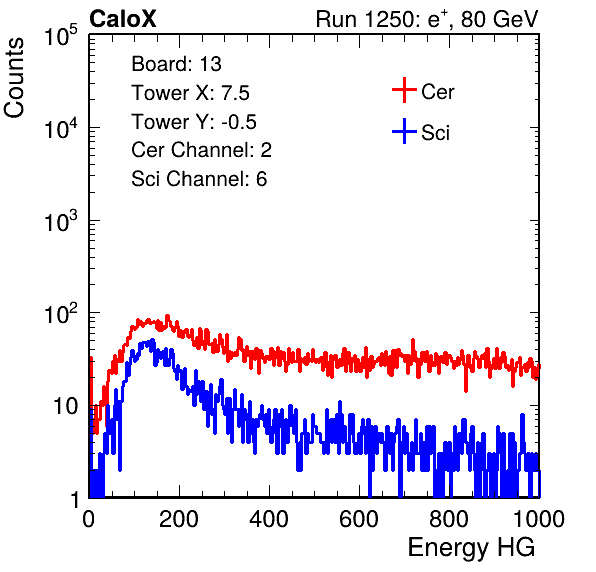 CaloX Run 1250: e⁺, 80 GeV
Board: 13
Tower X: 7.5
Tower Y: -0.5
Cer Channel: 2
Sci Channel: 6
Cer
Sci
Counts
10⁵
10⁴
10³
10²
10
1
0 200 400 600 800 1000
Energy HG